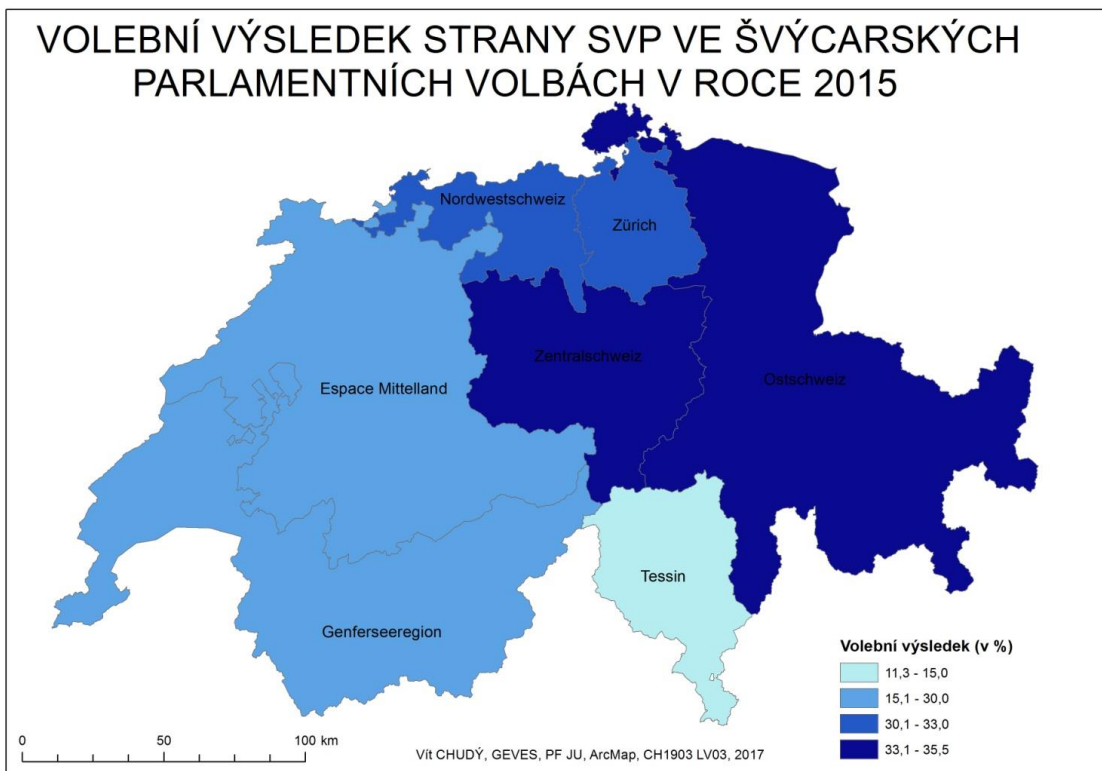 VOLEBNÍ VÝSLEDEK STRANY SVP VE ŠVÝCARSKÝCH
PARLAMENTNÍCH VOLBÁCH V ROCE 2015
Nordwestschweiz
Zürich
Zentralschweiz
Ostschweiz
Espace Mittelland
Tessin
Genferseeregion
Volební výsledek (v %)
11,3 - 15,0
15,1 - 30,0
30,1 - 33,0
33,1 - 35,5
0 50 100 km
Vít CHUDÝ, GEVES, PF JU, ArcMap, CH1903 LV03, 2017